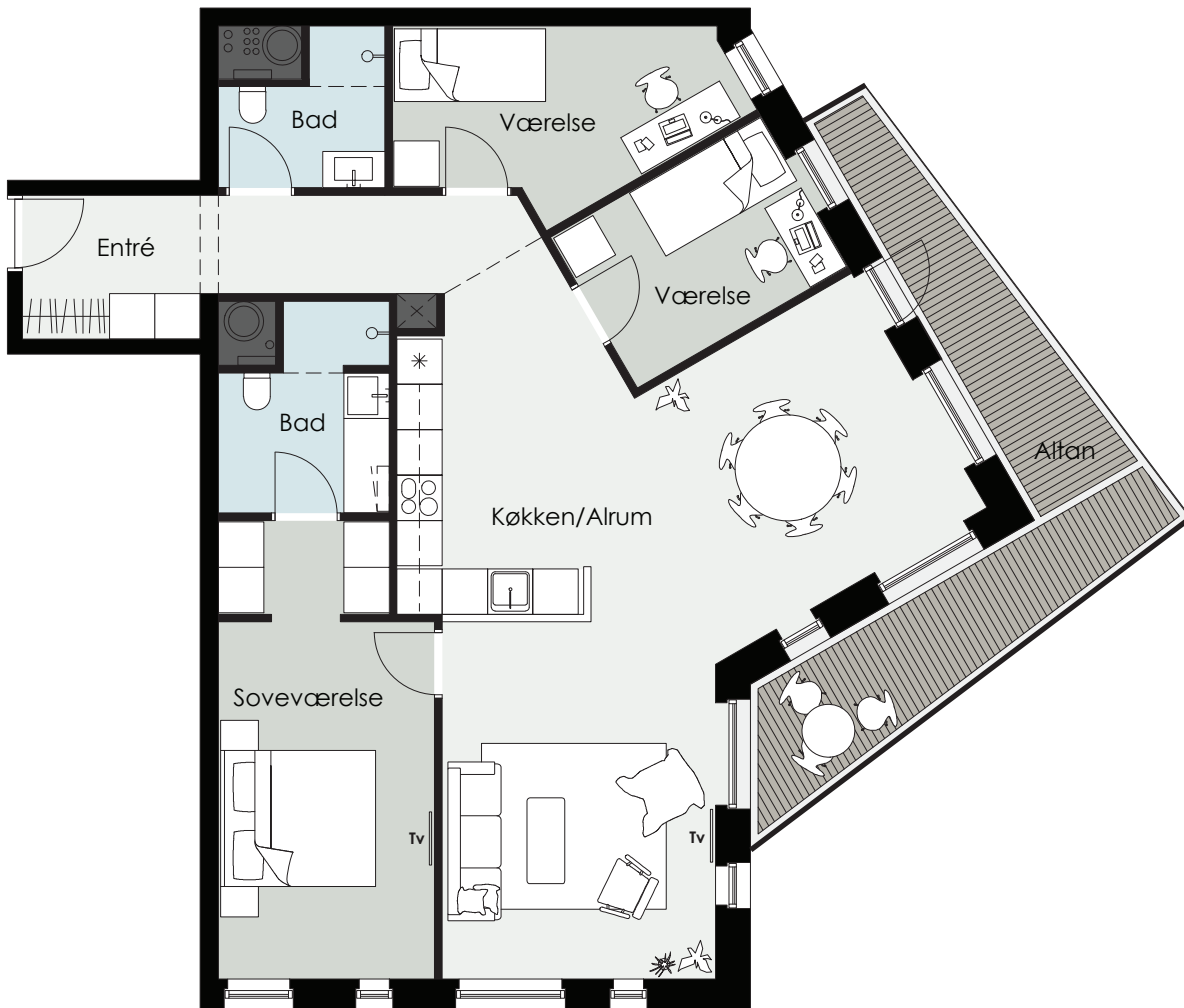 Bad
Værelse
Entré
Værelse
Bad
Altan
Køkken/Alrum
Soveværelse
Tv
Tv